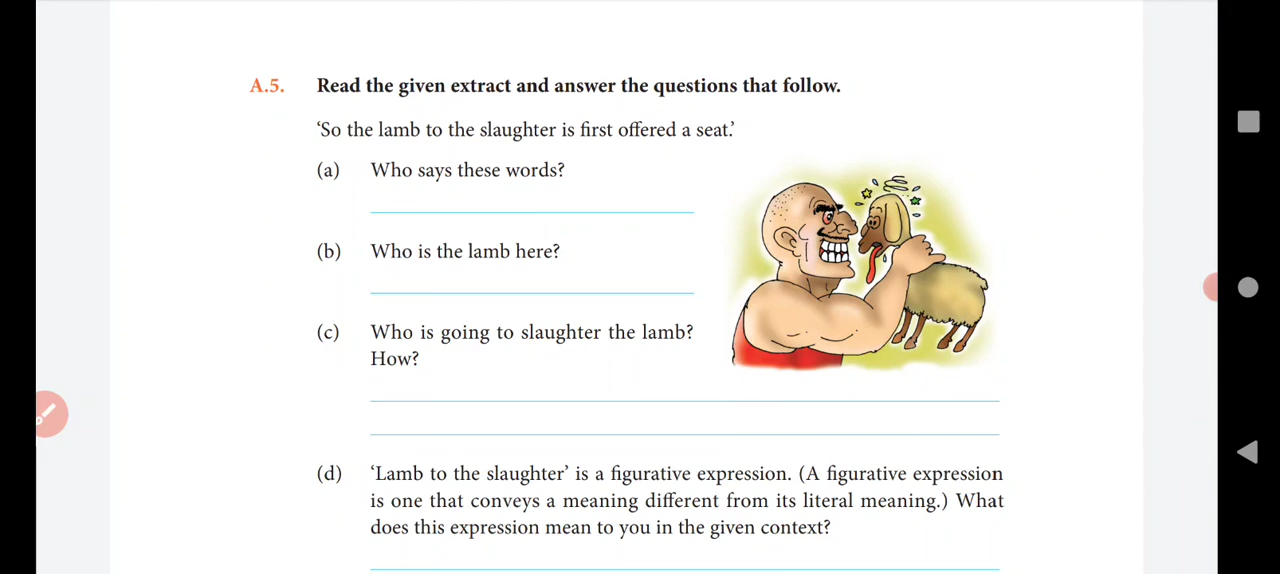 A.5. Read the given extract and answer the questions that follow.
‘So the lamb to the slaughter is first offered a seat.’
(a) Who says these words?
(b) Who is the lamb here?
(c) Who is going to slaughter the lamb?
How?
(d) ‘Lamb to the slaughter’ is a figurative expression. (A figurative expression
is one that conveys a meaning different from its literal meaning.) What
does this expression mean to you in the given context?